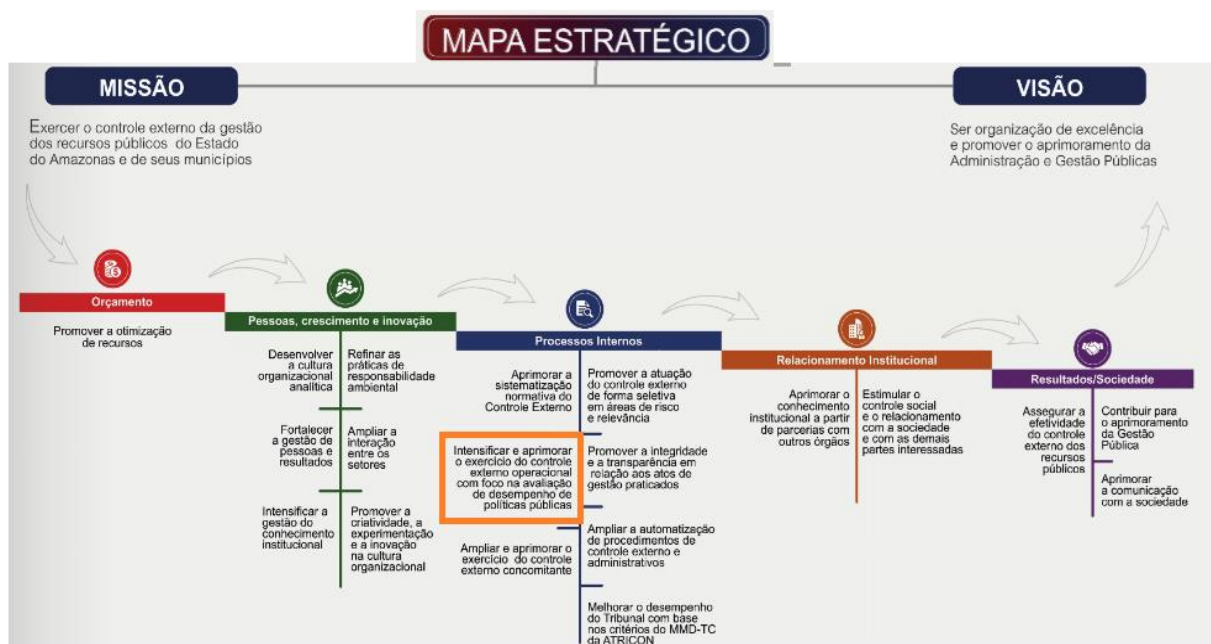 MAPA ESTRATÉGICO
MISSÃO
Exercer o controle externo da gestão
dos recursos públicos do Estado
do Amazonas e de seus municípios
VISÃO
Ser organização de excelência
e promover o aprimoramento da
Administração e Gestão Públicas
Orçamento
Promover a otimização
de recursos
Pessoas, crescimento e inovação
Desenvolver
a cultura
organizacional
analítica
Refinar as
práticas de
responsabilidade
ambiental
Fortalecer
a gestão de
pessoas e
resultados
Ampliar a
interação
entre os
setores
Intensificar a
gestão do
conhecimento
institucional
Promover a
criatividade, a
experimentação
e a inovação
na cultura
organizacional
Processos Internos
Aprimorar a
sistematização
normativa do
Controle Externo
Promover a atuação
do controle externo
de forma seletiva
em áreas de risco
e relevância
Intensificar e aprimorar
o exercício do controle
externo operacional
com foco na avaliação
de desempenho de
políticas públicas
Promover a integridade
e a transparência em
relação aos atos de
gestão praticados
Ampliar e aprimorar o
exercício do controle
externo concomitante
Ampliar a automatização
de procedimentos de
controle externo e
administrativos
Melhorar o desempenho
do Tribunal com base
nos critérios do MMD-TC
da ATRICON
Relacionamento Institucional
Aprimorar o
conhecimento
institucional a partir
de parcerias com
outros órgãos
Estimular o
controle social
e o relacionamento
com a sociedade
e com as demais
partes interessadas
Resultados/Sociedade
Assegurar a
efetividade
do controle
externo dos
recursos
públicos
Contribuir para
o aprimoramento
da Gestão
Pública
Aprimorar
a comunicação
com a sociedade